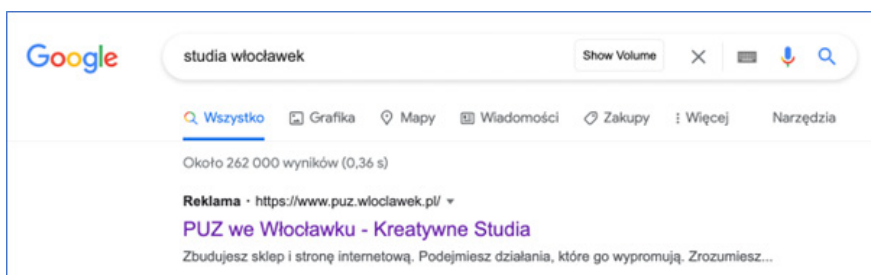 Google studia włocławek Show Volume
Wszystko Grafika Mapy Wiadomości Zakupy Więcej Narzędzia
Około 262 000 wyników (0,36 s)
Reklama · https://www.puz.wloclawek.pl/
PUZ we Włocławku - Kreatywne Studia
Zbudujesz sklep i stronę internetową. Podejmiesz działania, które go wypromują. Zrozumiesz...